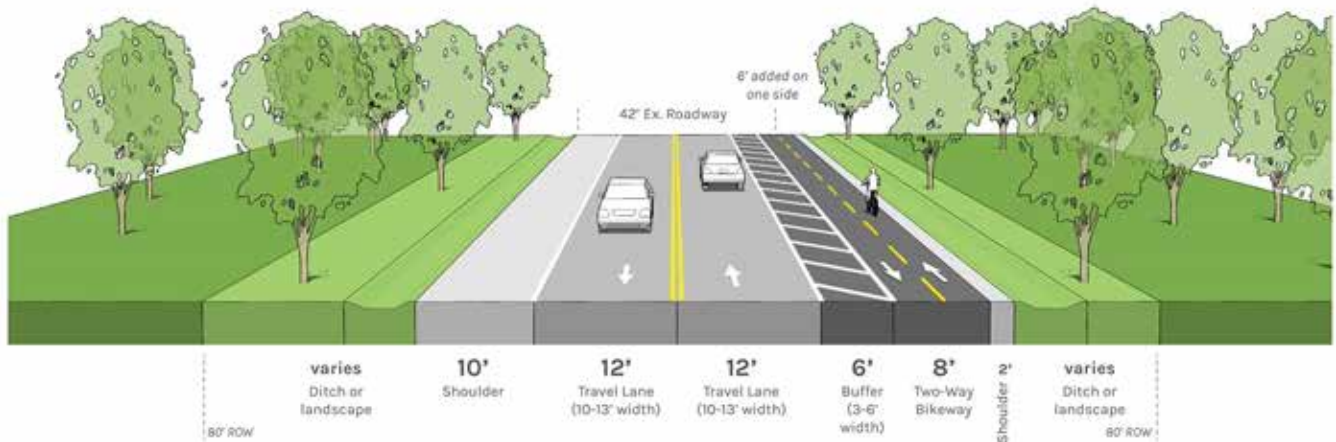 6' added on
one side
42' Ex. Roadway
varies
Ditch or
landscape
80' ROW
10'
Shoulder
12'
Travel Lane
(10-13' width)
12'
Travel Lane
(10-13' width)
6'
Buffer
(3-6'
width)
8'
Two-Way
Bikeway
2'
Shoulder
varies
Ditch or
landscape
80' ROW